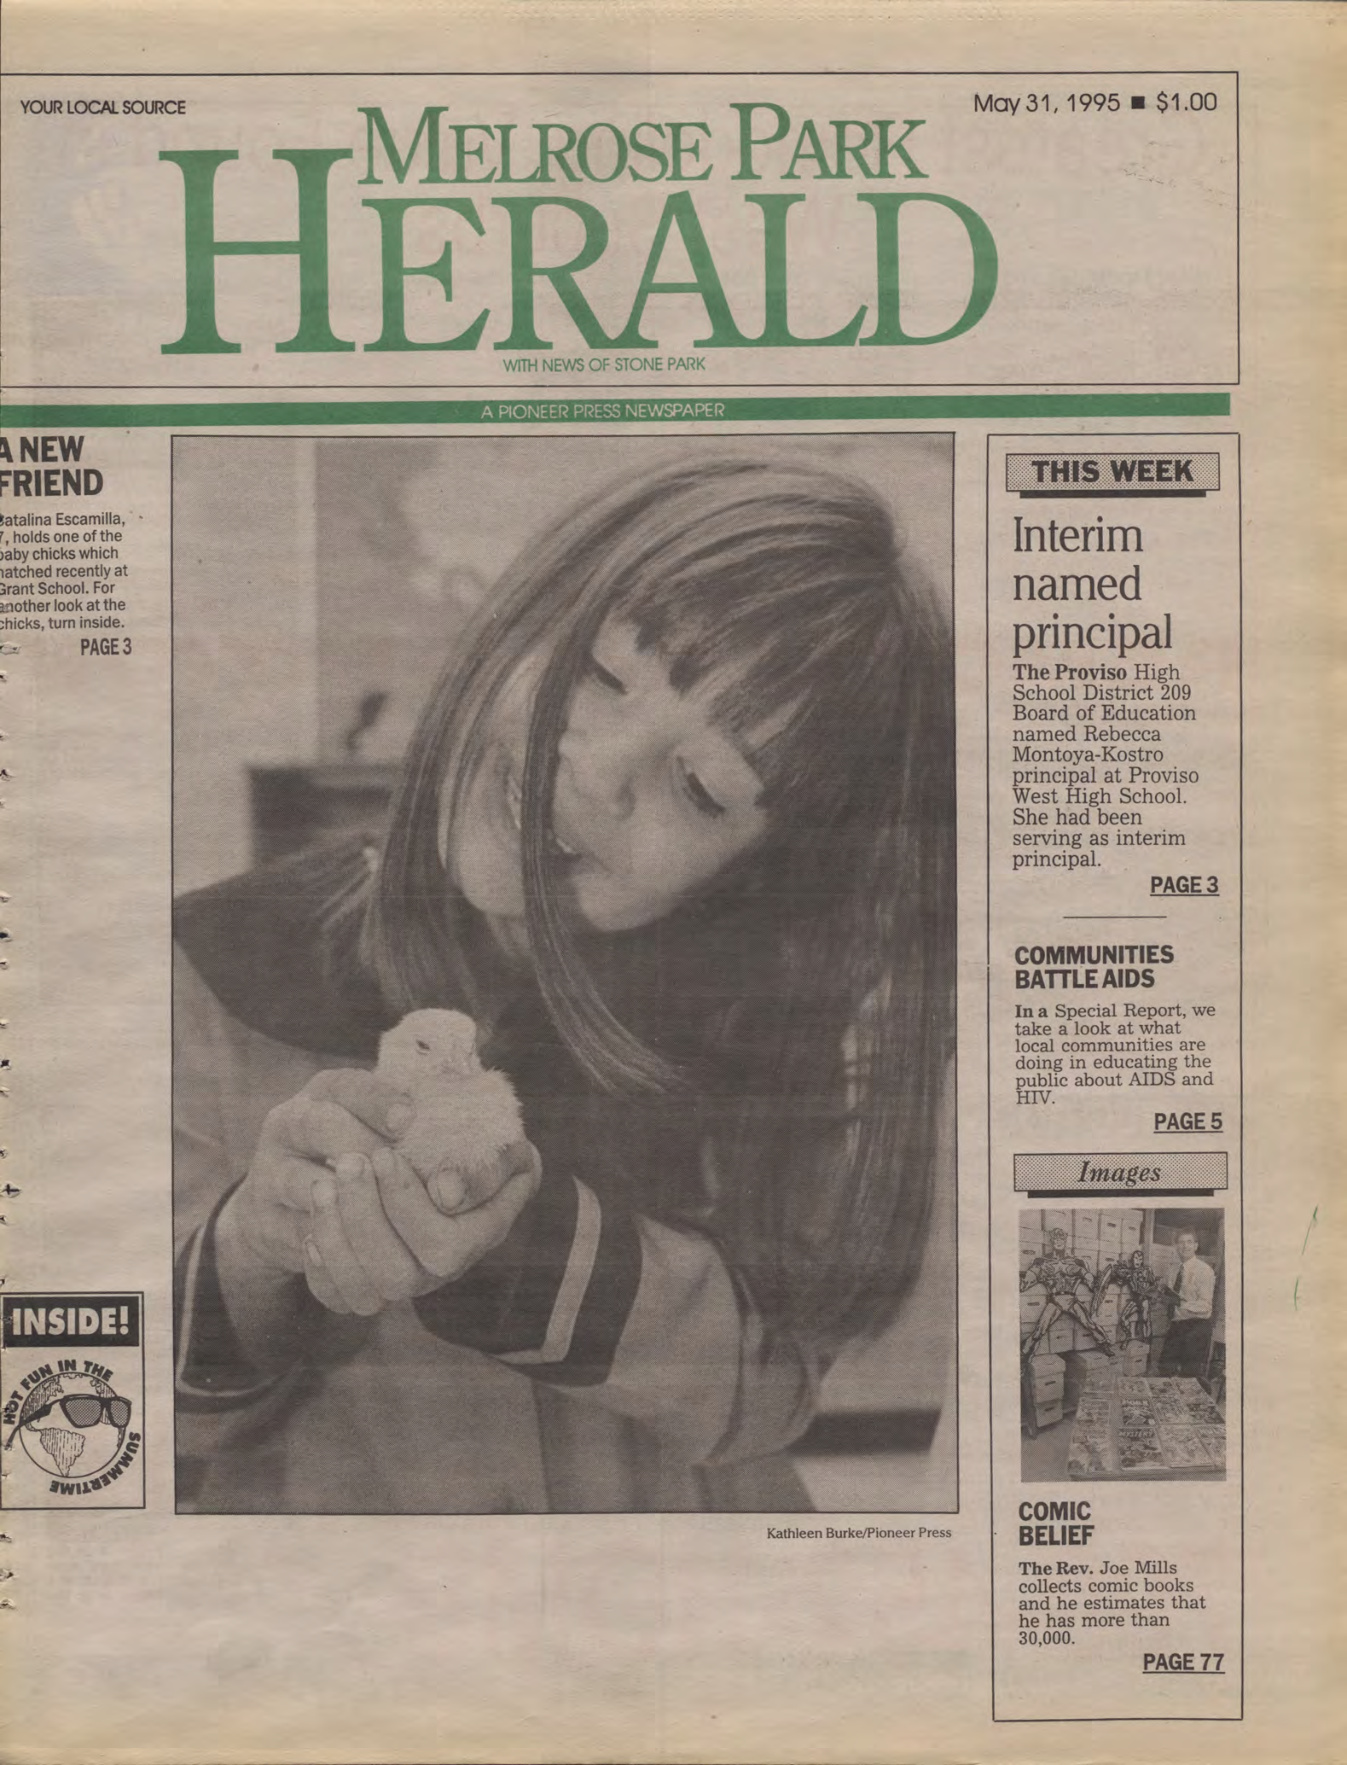 YOUR LOCAL SOURCE
May 31, 1995 ■ $1.00
MELROSE PARK
HERALD
WITH NEWS OF STONE PARK
A PIONEER PRESS NEWSPAPER
A NEW
FRIEND
atalina Escamilla,
7, holds one of the
baby chicks which
hatched recently at
Grant School. For
another look at the
chicks, turn inside.
PAGE 3
INSIDE!
HOT FUN IN THE
SUMMERTIME
Kathleen Burke/Pioneer Press
THIS WEEK
Interim
named
principal
The Proviso High
School District 209
Board of Education
named Rebecca
Montoya-Kostro
principal at Proviso
West High School.
She had been
serving as interim
principal.
PAGE 3
COMMUNITIES
BATTLE AIDS
In a Special Report, we
take a look at what
local communities are
doing in educating the
public about AIDS and
HIV.
PAGE 5
Images
MYSTERY
COMIC
BELIEF
The Rev. Joe Mills
collects comic books
and he estimates that
he has more than
30,000.
PAGE 77